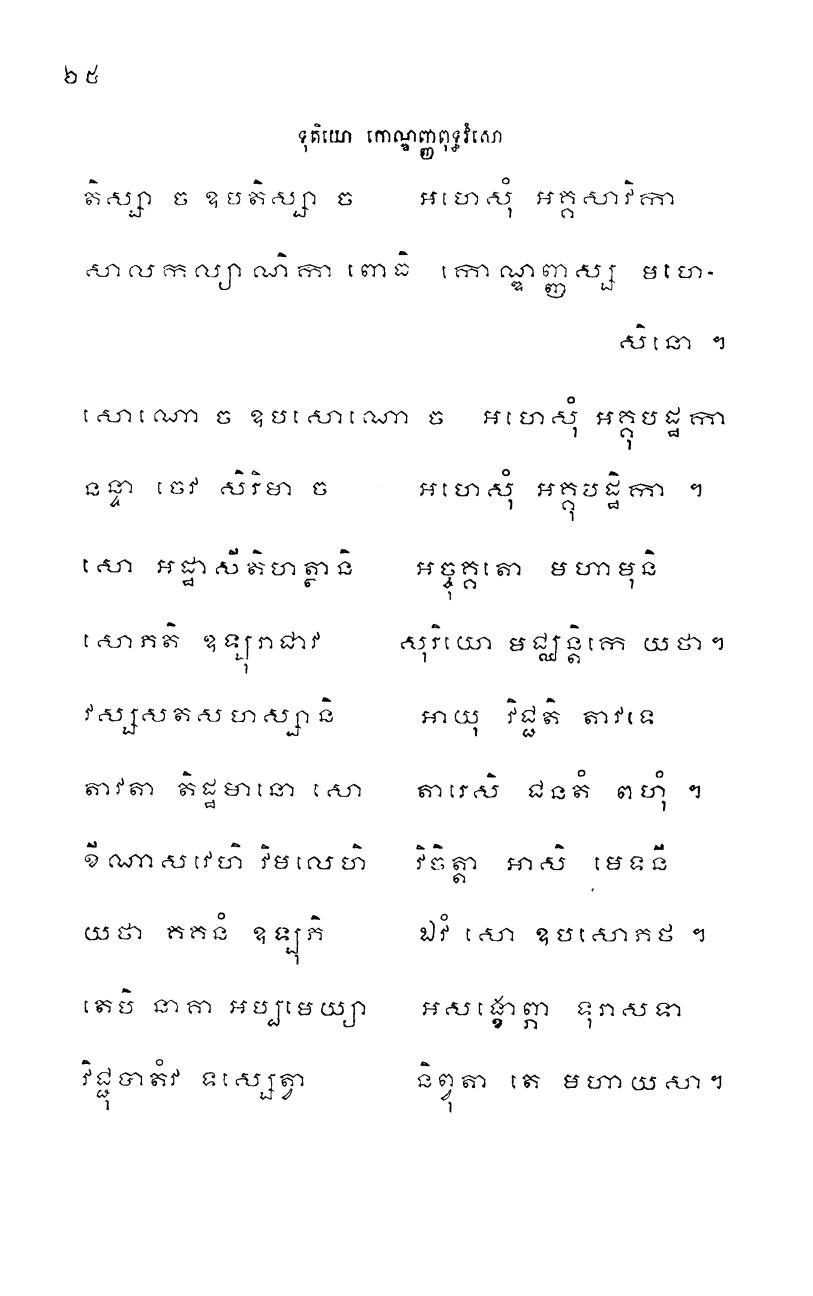 ៦៥
ទុតិយោ កោណ្ឌញ្ញពុទ្ធវំសោ
តិស្សា ច ឧបតិស្សា ច អហេសុំ អគ្គសាវិកា
សាលកល្យាណិកា ពោធិ កោណ្ឌញ្ញស្ស មហេ-
សិនោ ។
សោណោ ច ឧបសោណោ ច អហេសុំ អគ្គុបដ្ឋកា
នន្ទា ចេវ សិរិមា ច អហេសុំ អគ្គុបដ្ឋិកា ។
សោ អដ្ឋាសីតិហត្ថានិ អច្ចុគ្គតោ មហាមុនិ
សោភតិ ឧឡុរាជាវ សុរិយោ មជ្ឈន្តិកេ យថា។
វស្សសតសហស្សានិ អាយុ វិជ្ជតិ តាវទេ
តាវតា តិដ្ឋមានោ សោ តារេសិ ជនតំ ពហុំ ។
ខីណាសវេហិ វិមលេហិ វិចិត្តា អាសិ មេទនី
យថា គគនំ ឧឡុភិ ឯវំ សោ ឧបសោភថ ។
តេបិ នាគា អប្បមេយ្យា អសង្ខោព្ភា ទុរាសទា
វិជ្ជុបាតំវ ទស្សេត្វា និព្វុតា តេ មហាយសា។